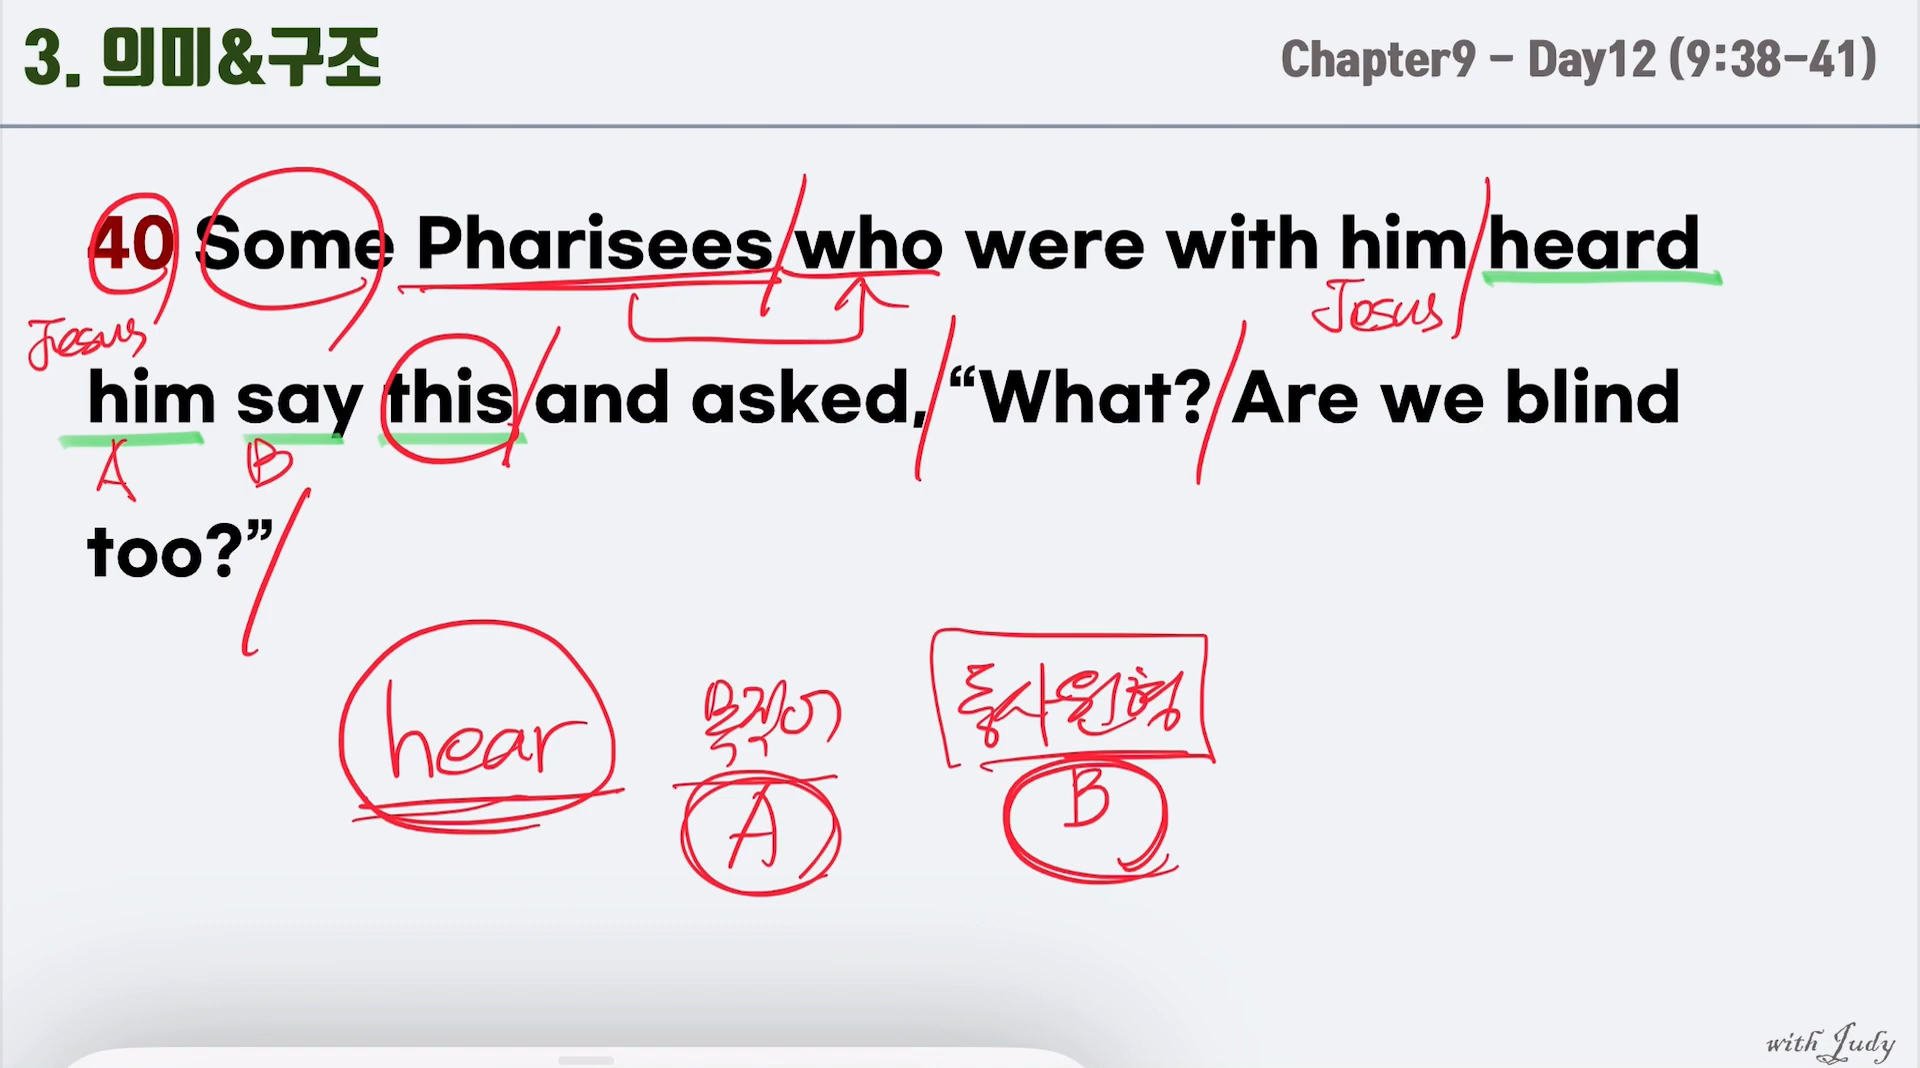 3. 의미&구조
Chapter9 - Day12 (9:38-41)
40 Some Pharisees who were with him heard
Jesus
Jesus
him say this and asked, “What? Are we blind
A B
too?”
hear 목적어 동사원형
A B
with Judy